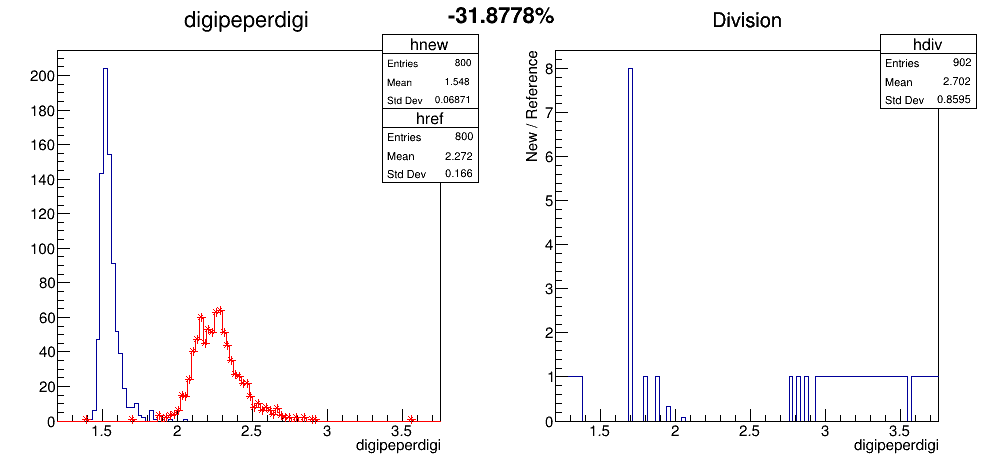 digipeperdigi
-31.8778%
Division
hnew
Entries 800
Mean 1.548
Std Dev 0.06871
href
Entries 800
Mean 2.272
Std Dev 0.166
200
180
160
140
120
100
80
60
40
20
0
1.5 2 2.5 3 3.5
digipeperdigi
hdiv
Entries 902
Mean 2.702
Std Dev 0.8595
New / Reference
8
7
6
5
4
3
2
1
0
1.5 2 2.5 3 3.5
digipeperdigi